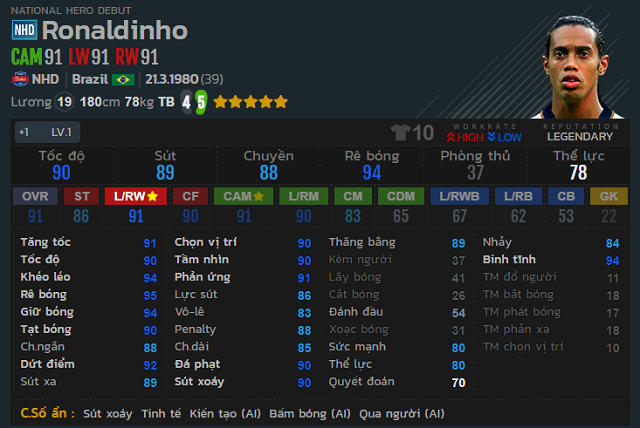 NATIONAL HERO DEBUT
NHD Ronaldinho
CAM 91 LW 91 RW 91
NHD | Brazil | 21.3.1980 (39)
Lương 19 180cm 78kg TB 4 5
+1 LV.1
10 WORKRATE HIGH LOW REPUTATION LEGENDARY
Tốc độ Sút Chuyền Rê bóng Phòng thủ Thể lực
90 89 88 94 37 78
OVR ST L/RW CF CAM L/RM CM CDM L/RWB L/RB CB GK
91 86 91 90 91 90 83 65 67 62 53 22
Tăng tốc 91 Chọn vị trí 90 Thăng bằng 89 Nhảy 84
Tốc độ 90 Tầm nhìn 90 Kèm người 37 Bình tĩnh 94
Khéo léo 94 Phản ứng 91 Lấy bóng 41 TM đổ người 11
Rê bóng 95 Lực sút 86 Cắt bóng 26 TM bắt bóng 18
Giữ bóng 94 Vô-lê 83 Đánh đầu 54 TM phát bóng 17
Tạt bóng 90 Penalty 88 Xoạc bóng 31 TM phản xạ 18
Ch.ngắn 88 Ch.dài 85 Sức mạnh 80 TM chọn vị trí 10
Dứt điểm 92 Đá phạt 90 Thể lực 80
Sút xa 89 Sút xoáy 90 Quyết đoán 70
C.Số ẩn : Sút xoáy Tinh tế Kiến tạo (AI) Bấm bóng (AI) Qua người (AI)